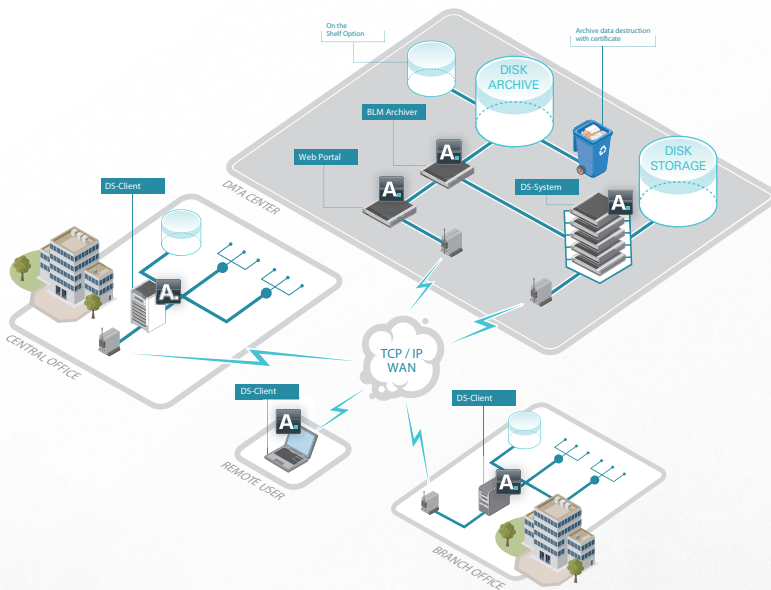 On the
Shelf Option
Archive data destruction
with certificate
DISK
ARCHIVE
BLM Archiver
A.
DISK
STORAGE
Web Portal
A.
DS-System
A.
DATA CENTER
DS-Client
A.
CENTRAL OFFICE
TCP / IP
WAN
DS-Client
A.
REMOTE USER
DS-Client
A.
BRANCH OFFICE